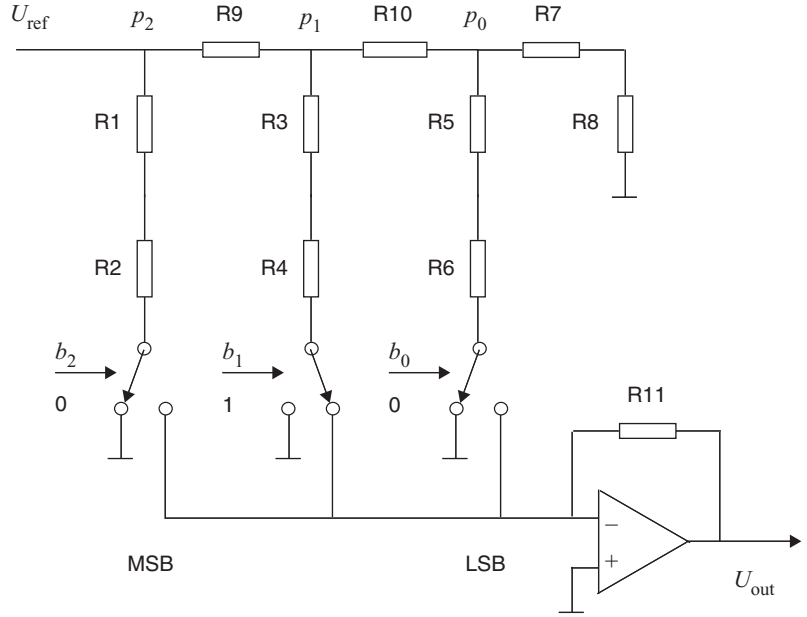 U_ref p_2 R9 p_1 R10 p_0 R7
R1 R3 R5 R8
R2 R4 R6
b_2 b_1 b_0
0 1 0 R11
−
MSB LSB +
U_out